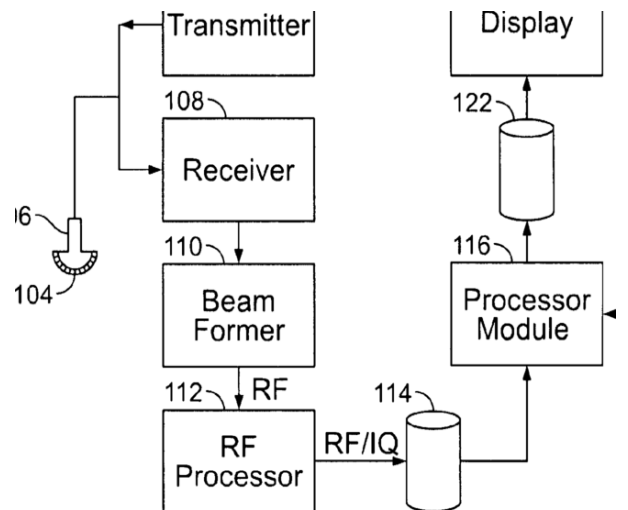 Transmitter
Display
108
122
Receiver
06
110
116
104
Beam
Former
Processor
Module
RF
112
114
RF
Processor
RF/IQ